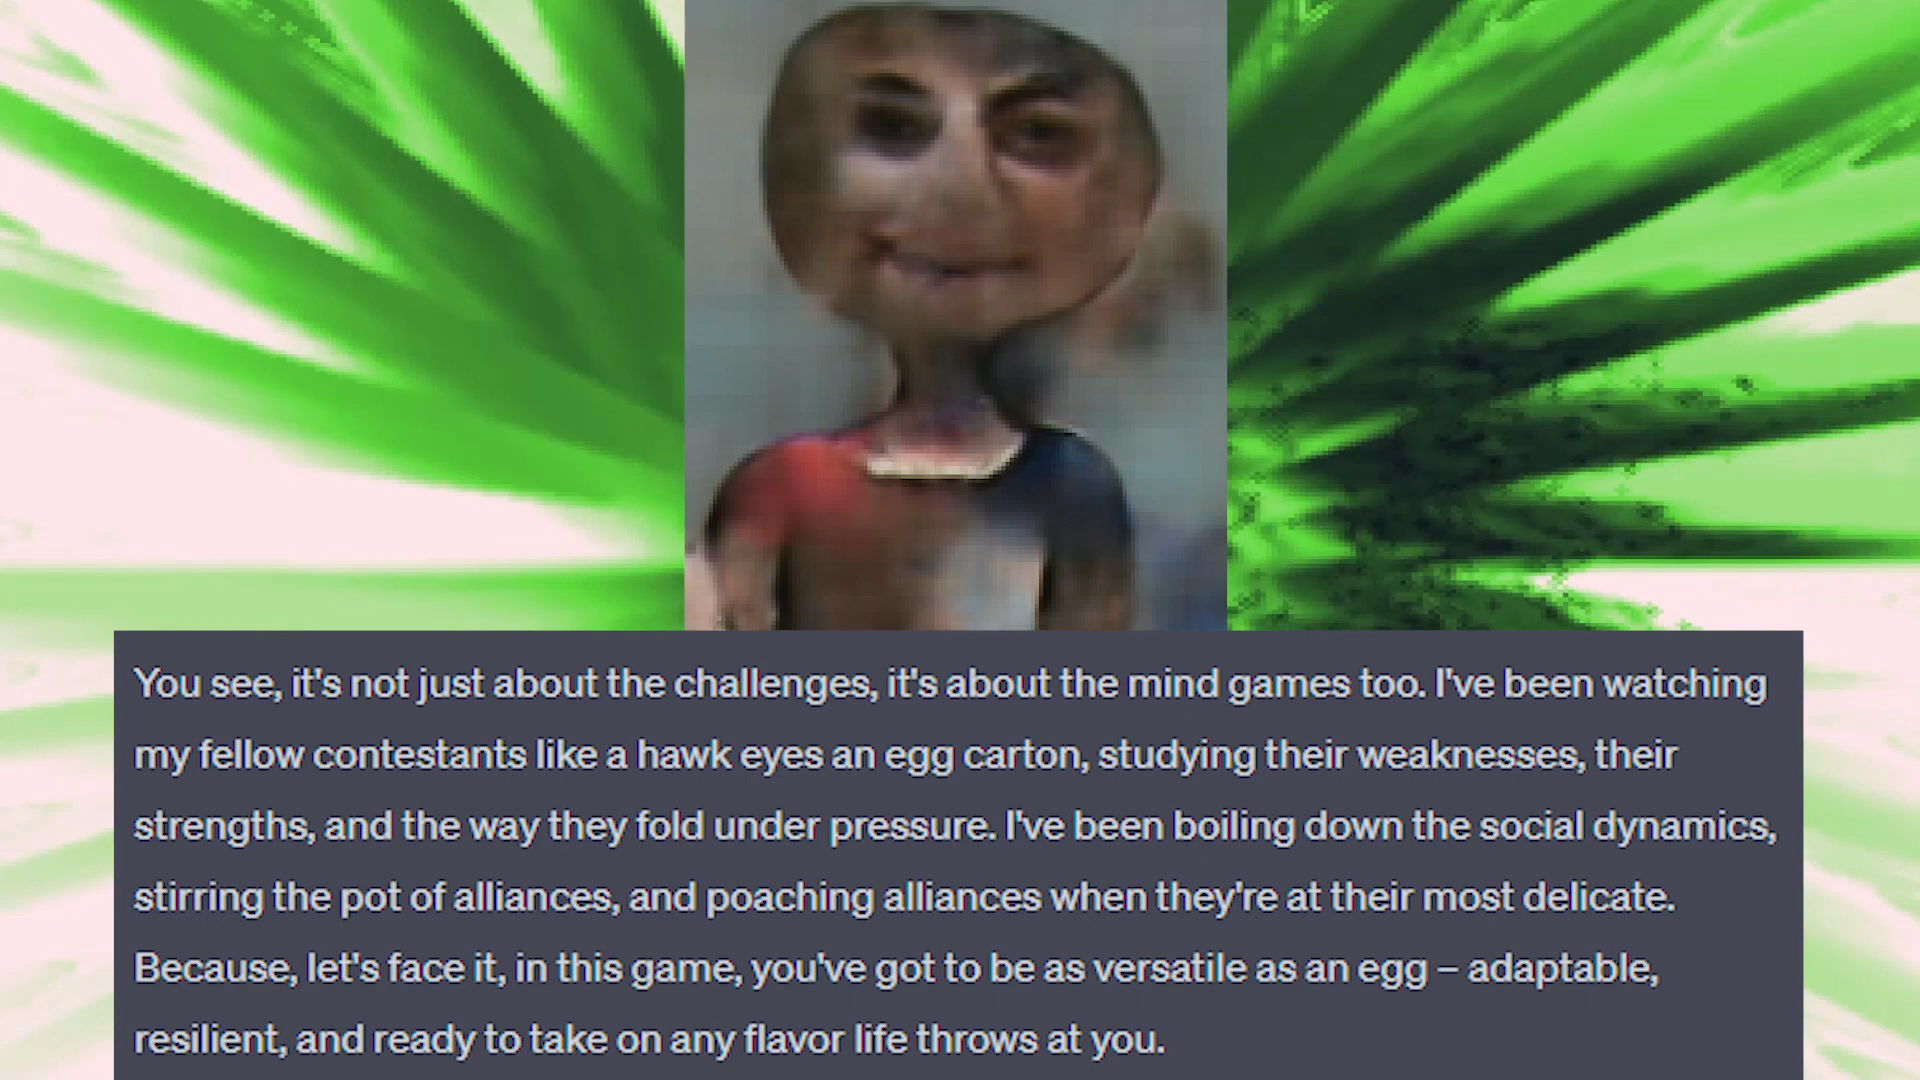 You see, it's not just about the challenges, it's about the mind games too. I've been watching
my fellow contestants like a hawk eyes an egg carton, studying their weaknesses, their
strengths, and the way they fold under pressure. I've been boiling down the social dynamics,
stirring the pot of alliances, and poaching alliances when they're at their most delicate.
Because, let's face it, in this game, you've got to be as versatile as an egg – adaptable,
resilient, and ready to take on any flavor life throws at you.